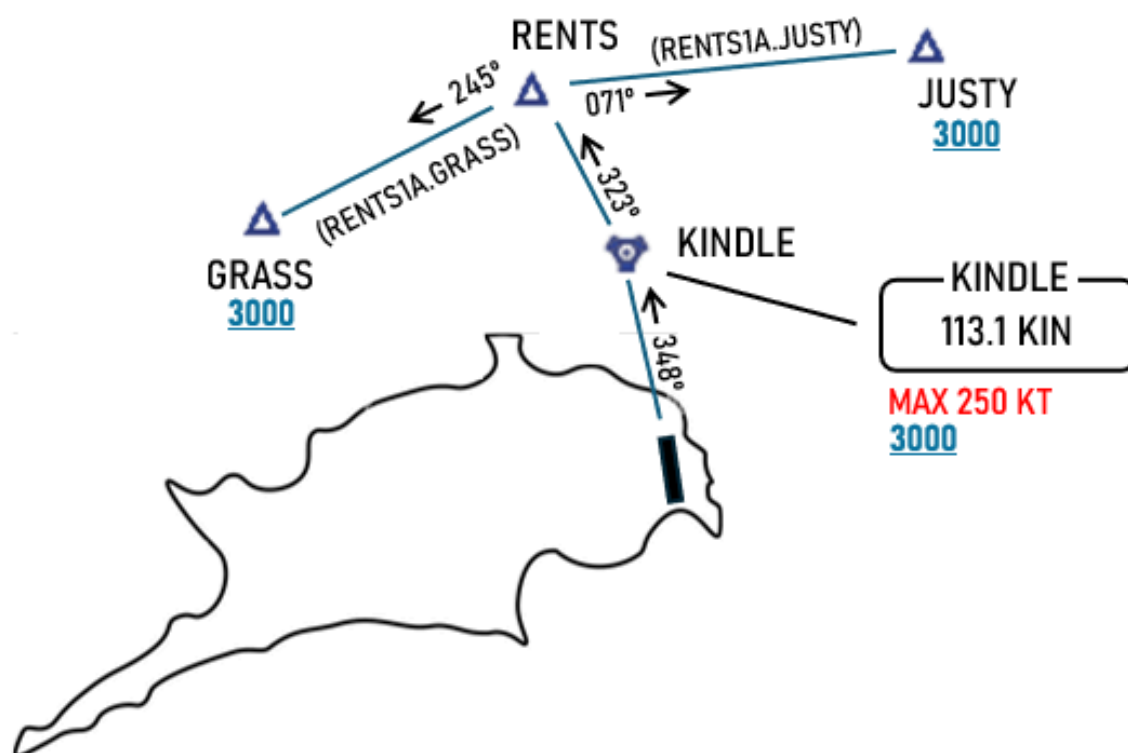 RENTS
(RENTS1A.JUSTY)
245°
071°
JUSTY
3000
(RENTS1A.GRASS)
323°
KINDLE
GRASS
3000
KINDLE
113.1 KIN
348°
MAX 250 KT
3000